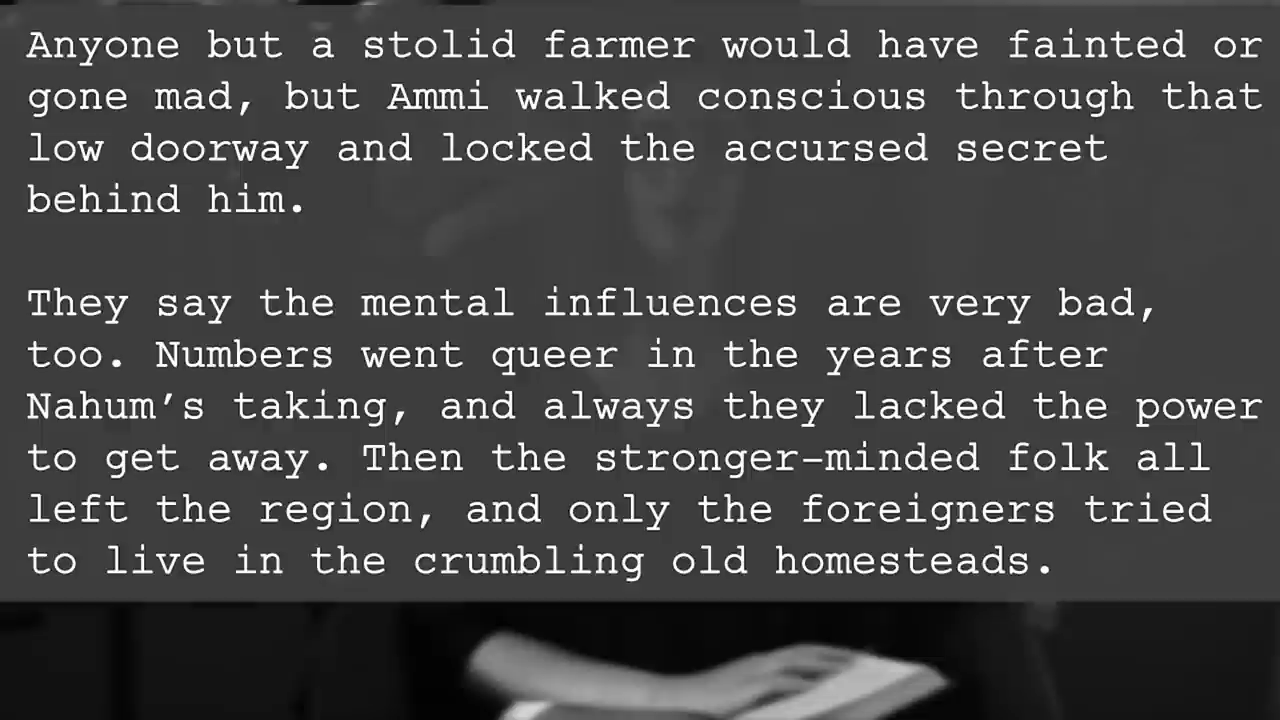 Anyone but a stolid farmer would have fainted or
gone mad, but Ammi walked conscious through that
low doorway and locked the accursed secret
behind him.
They say the mental influences are very bad,
too. Numbers went queer in the years after
Nahum’s taking, and always they lacked the power
to get away. Then the stronger-minded folk all
left the region, and only the foreigners tried
to live in the crumbling old homesteads.